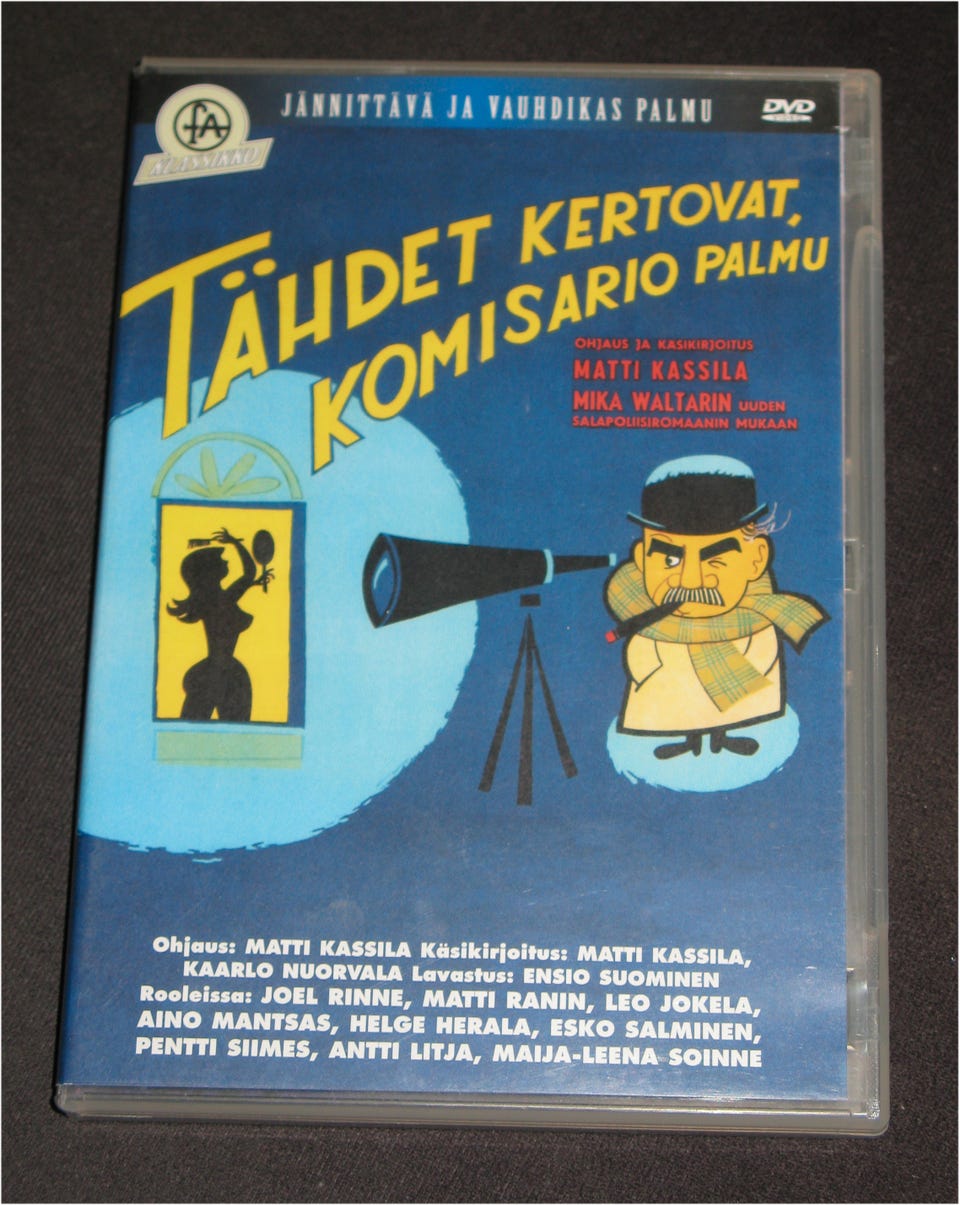 fA
KLASSIKKO
JÄNNITTÄVÄ JA VAUHDIKAS PALMU
DVD
VIDEO
TÄHDET KERTOVAT,
KOMISARIO PALMU
OHJAUS JA KÄSIKIRJOITUS
MATTI KASSILA
MIKA WALTARIN UUDEN
SALAPOLIISIROMAANIN MUKAAN
Ohjaus: MATTI KASSILA Käsikirjoitus: MATTI KASSILA,
KAARLO NUORVALA Lavastus: ENSIO SUOMINEN
Rooleissa: JOEL RINNE, MATTI RANIN, LEO JOKELA,
AINO MANTSAS, HELGE HERALA, ESKO SALMINEN,
PENTTI SIIMES, ANTTI LITJA, MAIJA-LEENA SOINNE